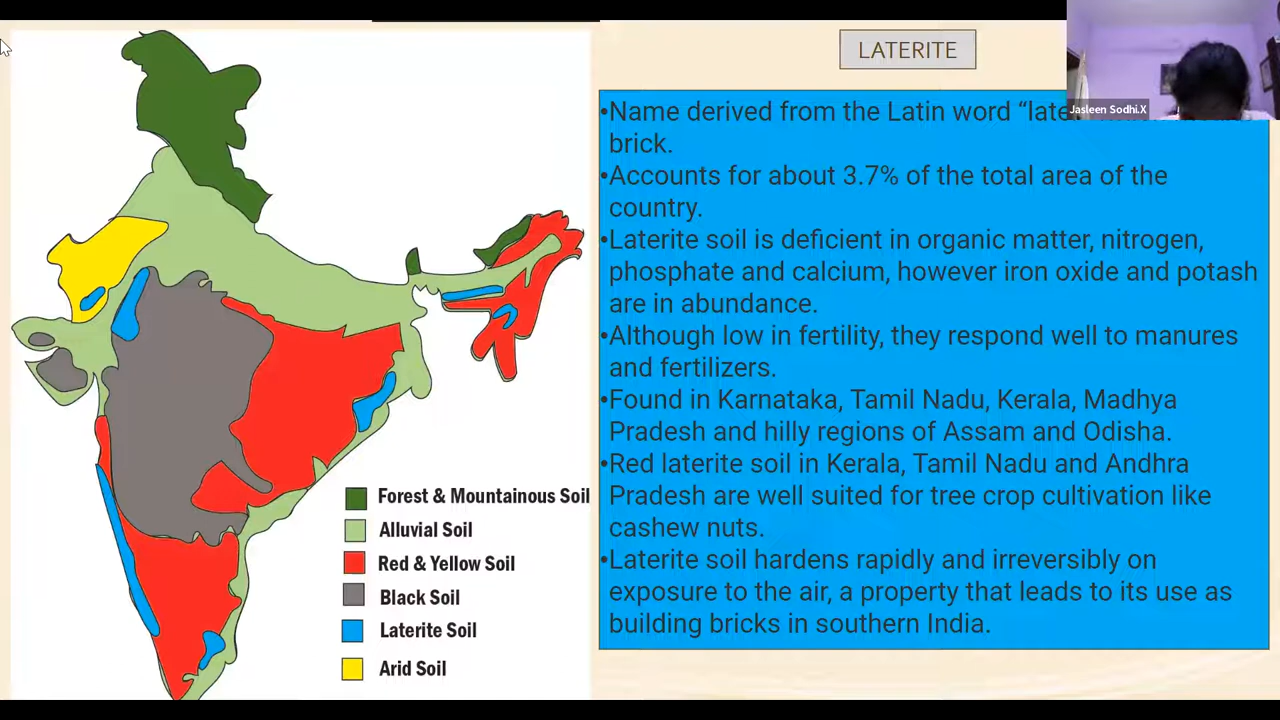 LATERITE
Jasleen Sodhi.X
•Name derived from the Latin word “late
brick.
•Accounts for about 3.7% of the total area of the
country.
•Laterite soil is deficient in organic matter, nitrogen,
phosphate and calcium, however iron oxide and potash
are in abundance.
•Although low in fertility, they respond well to manures
and fertilizers.
•Found in Karnataka, Tamil Nadu, Kerala, Madhya
Pradesh and hilly regions of Assam and Odisha.
•Red laterite soil in Kerala, Tamil Nadu and Andhra
Pradesh are well suited for tree crop cultivation like
cashew nuts.
•Laterite soil hardens rapidly and irreversibly on
exposure to the air, a property that leads to its use as
building bricks in southern India.
Forest & Mountainous Soil
Alluvial Soil
Red & Yellow Soil
Black Soil
Laterite Soil
Arid Soil